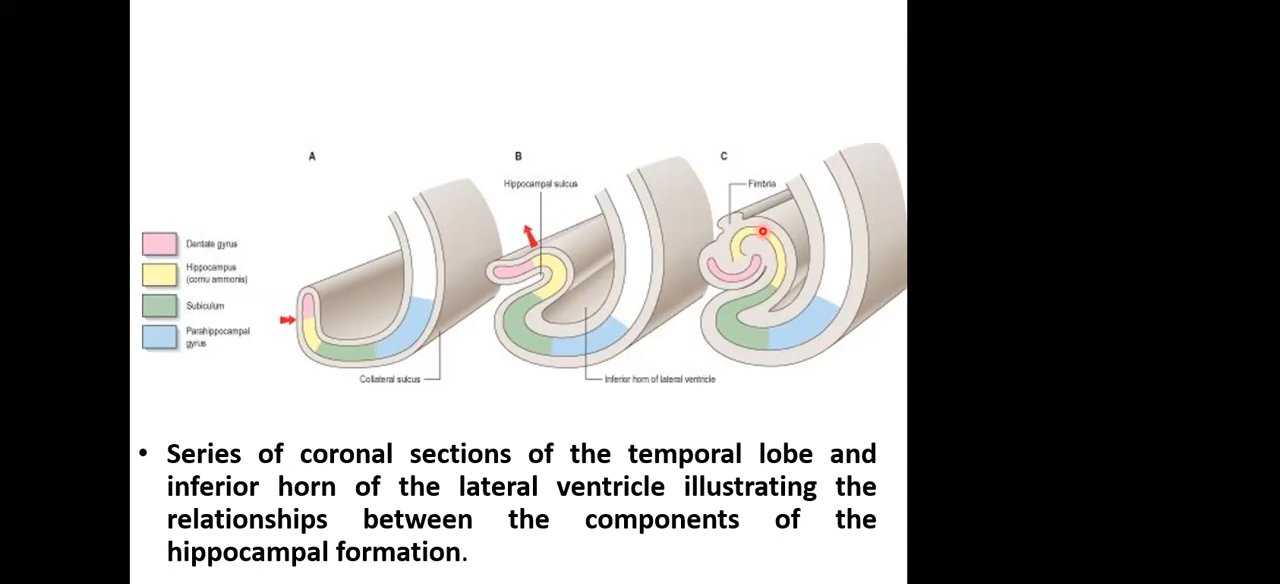 A
B
C
Hippocampal sulcus
Fimbria
Dentate gyrus
Hippocampus
(cornu ammonis)
Subiculum
Parahippocampal
gyrus
Collateral sulcus
Inferior horn of lateral ventricle
• Series of coronal sections of the temporal lobe and
inferior horn of the lateral ventricle illustrating the
relationships between the components of the
hippocampal formation.